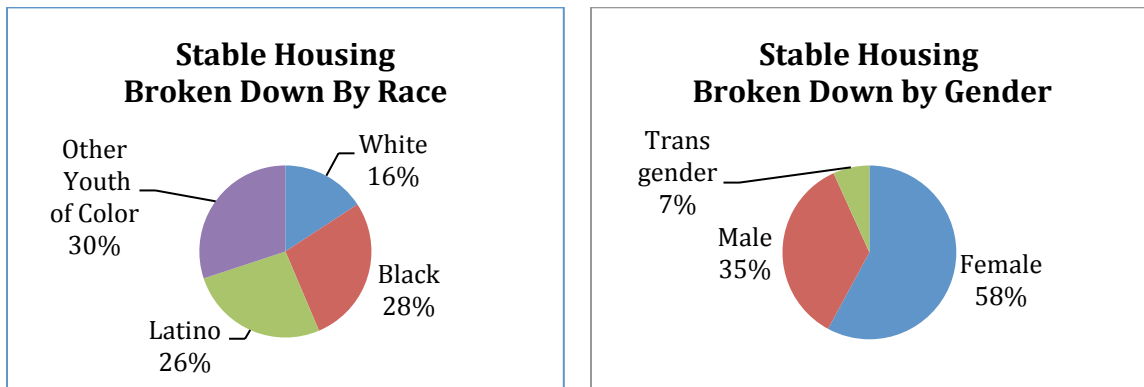 Stable Housing
Broken Down By Race
White
16%
Black
28%
Latino
26%
Other
Youth
of Color
30%
Stable Housing
Broken Down by Gender
Trans
gender
7%
Male
35%
Female
58%